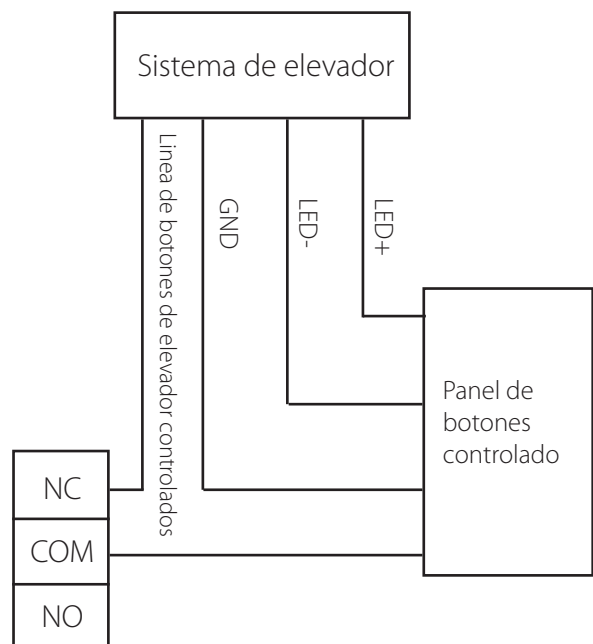 Sistema de elevador
Linea de botones de elevador controlados
GND
LED-
LED+
Panel de
botones
controlado
NC
COM
NO